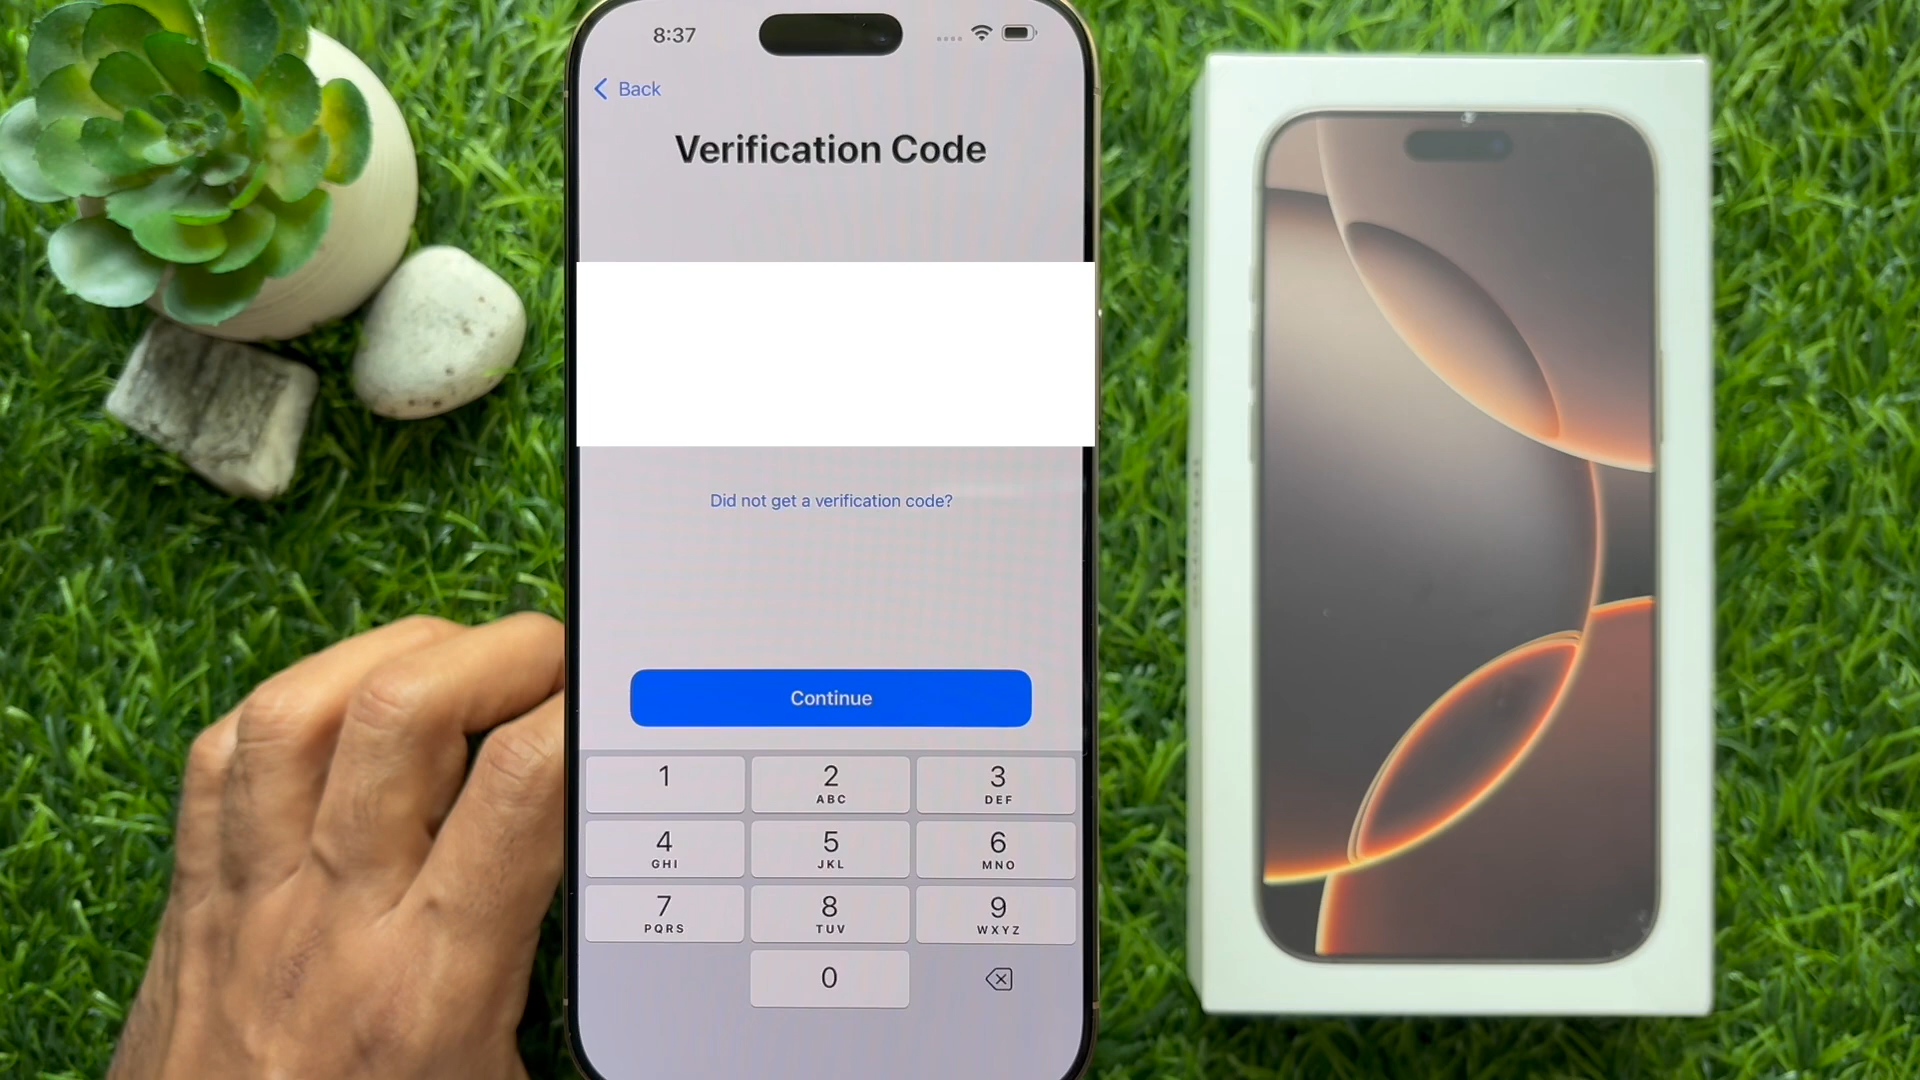 8:37
Back
Verification Code
Did not get a verification code?
Continue
1
2
ABC
3
DEF
4
GHI
5
JKL
6
MNO
7
PQRS
8
TUV
9
WXYZ
0